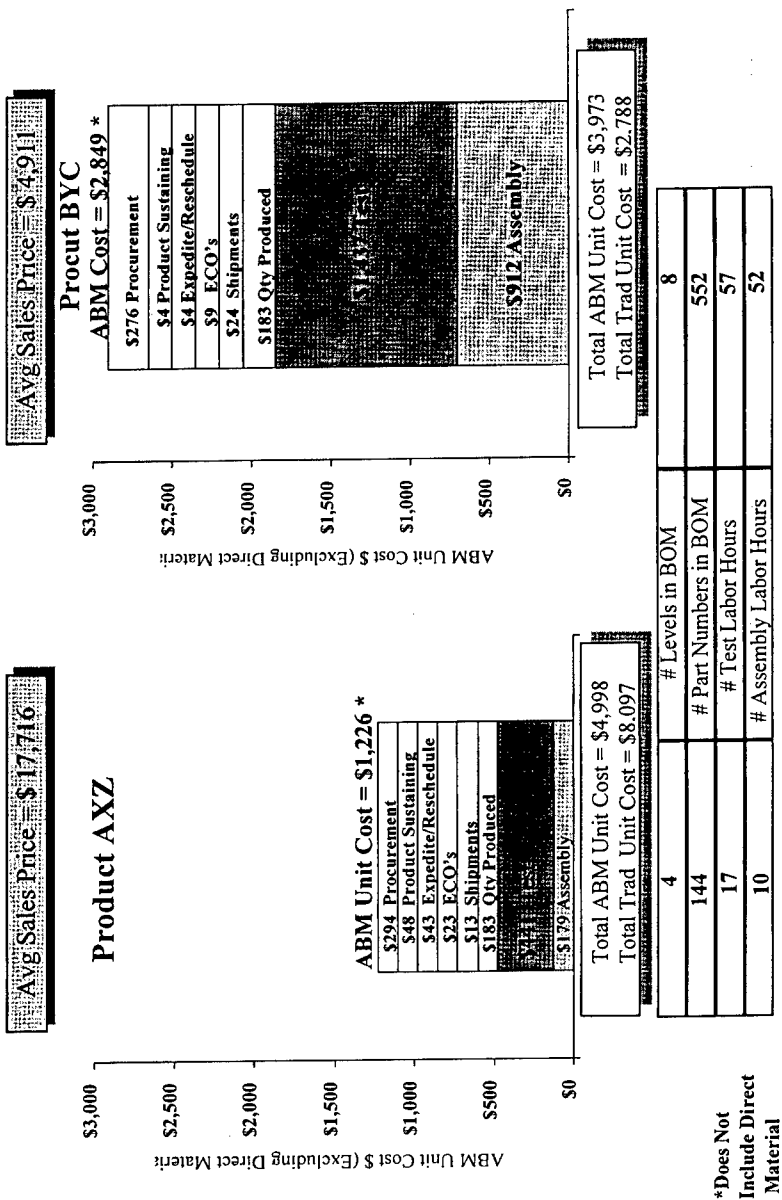 Avg Sales Price = $ 17,716
Product AXZ
ABM Unit Cost $ (Excluding Direct Materi
$3,000
$2,500
$2,000
$1,500
$1,000
$500
$0
ABM Unit Cost = $1,226 *
$294 Procurement
$48 Product Sustaining
$43 Expedite/Reschedule
$23 ECO's
$13 Shipments
$183 Qty Produced
$179 Assembly
Total ABM Unit Cost = $4,998
Total Trad Unit Cost = $8.097
Avg Sales Price = $ 4,911
Procut BYC
ABM Cost = $2,849 *
ABM Unit Cost $ (Excluding Direct Materi
$3,000
$2,500
$2,000
$1,500
$1,000
$500
$0
$276 Procurement
$4 Product Sustaining
$4 Expedite/Reschedule
$9 ECO's
$24 Shipments
$183 Qty Produced
$912 Assembly
Total ABM Unit Cost = $3,973
Total Trad Unit Cost = $2.788
4 # Levels in BOM 8
144 # Part Numbers in BOM 552
17 # Test Labor Hours 57
10 # Assembly Labor Hours 52
*Does Not
Include Direct
Material